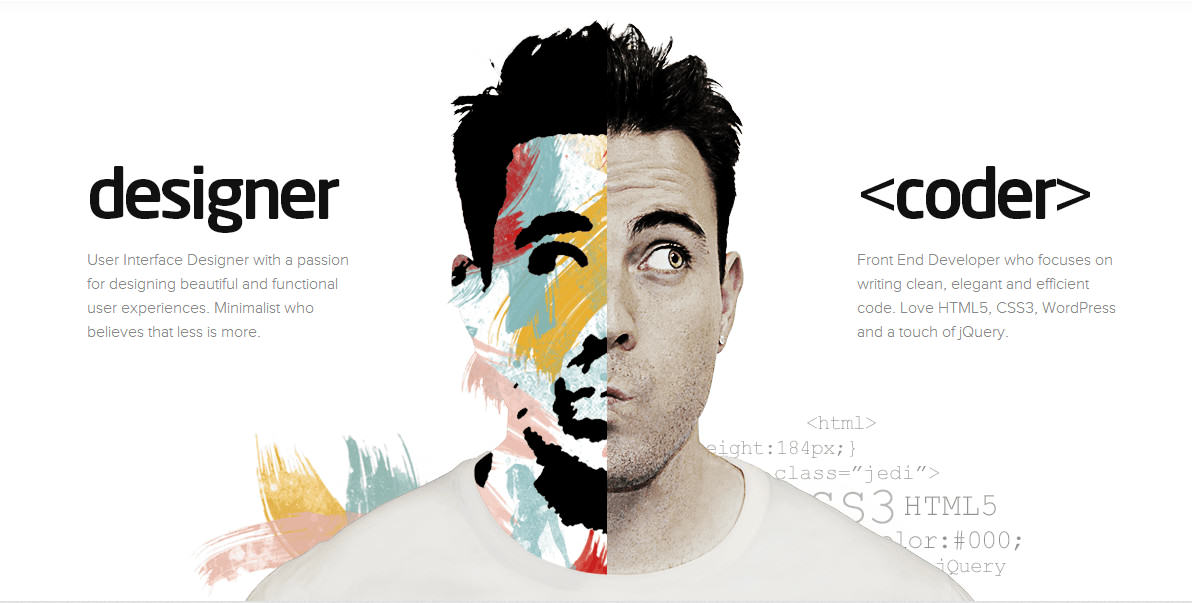 designer
User Interface Designer with a passion
for designing beautiful and functional
user experiences. Minimalist who
believes that less is more.
<coder>
Front End Developer who focuses on
writing clean, elegant and efficient
code. Love HTML5, CSS3, WordPress
and a touch of jQuery.
<html>
eight:184px;}
class=”jedi”>
SS3 HTML5
lor:#000;
jQuery